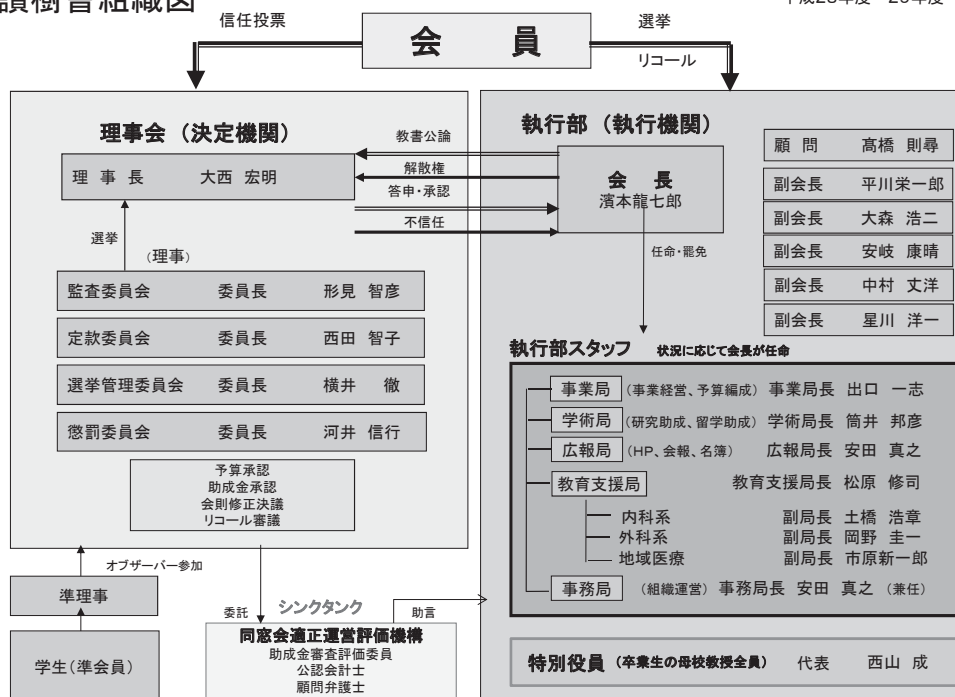 讃樹會組織図
信任投票
会 員
選挙
リコール
理事会（決定機関）
理 事 長 大西 宏明
選挙
（理事）
監査委員会 委員長 形見 智彦
定款委員会 委員長 西田 智子
選挙管理委員会 委員長 横井 徹
懲罰委員会 委員長 河井 信行
予算承認
助成金承認
会則修正決議
リコール審議
教書公論
解散権
答申・承認
不信任
執行部（執行機関）
会 長
濱本龍七郎
任命・罷免
顧 問 髙橋 則尋
副会長 平川栄一郎
副会長 大森 浩二
副会長 安岐 康晴
副会長 中村 丈洋
副会長 星川 洋一
執行部スタッフ 状況に応じて会長が任命
事業局 （事業経営、予算編成） 事業局長 出口 一志
学術局 （研究助成、留学助成） 学術局長 筒井 邦彦
広報局 （HP、会報、名簿） 広報局長 安田 真之
教育支援局 教育支援局長 松原 修司
内科系 副局長 土橋 浩章
外科系 副局長 岡野 圭一
地域医療 副局長 市原新一郎
事務局 （組織運営） 事務局長 安田 真之 （兼任）
特別役員 （卒業生の母校教授全員） 代表 西山 成
オブザーバー参加
準理事
学生（準会員）
委託
シンクタンク
助言
同窓会適正運営評価機構
助成金審査評価委員
公認会計士
顧問弁護士